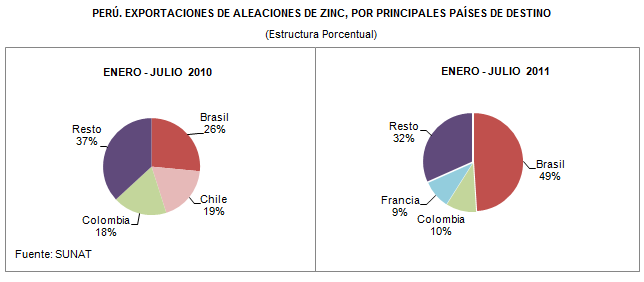 PERÚ. EXPORTACIONES DE ALEACIONES DE ZINC, POR PRINCIPALES PAÍSES DE DESTINO
(Estructura Porcentual)
ENERO - JULIO 2010
Brasil
26%
Chile
19%
Colombia
18%
Resto
37%
Fuente: SUNAT
ENERO - JULIO 2011
Brasil
49%
Colombia
10%
Francia
9%
Resto
32%